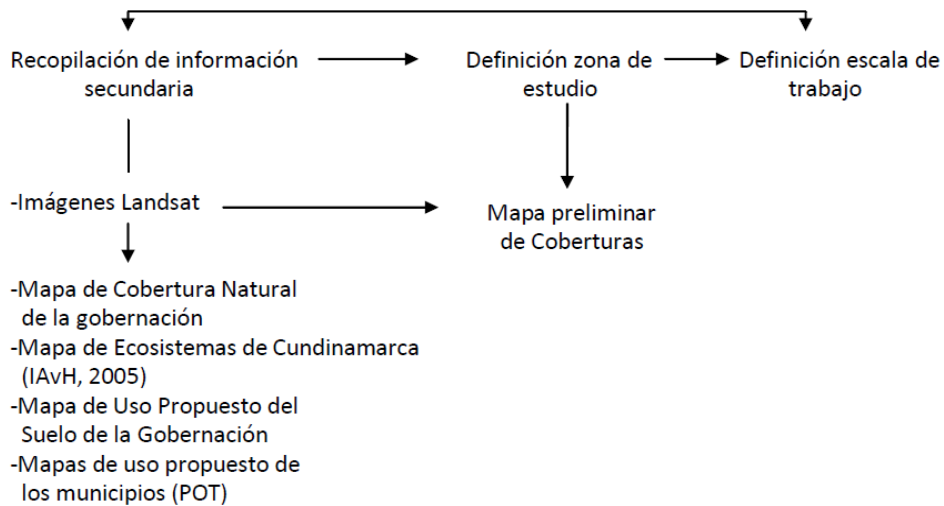 Recopilación de información
secundaria
Definición zona de
estudio
Definición escala de
trabajo
-Imágenes Landsat
Mapa preliminar
de Coberturas
-Mapa de Cobertura Natural
de la gobernación
-Mapa de Ecosistemas de Cundinamarca
(IAvH, 2005)
-Mapa de Uso Propuesto del
Suelo de la Gobernación
-Mapas de uso propuesto de
los municipios (POT)